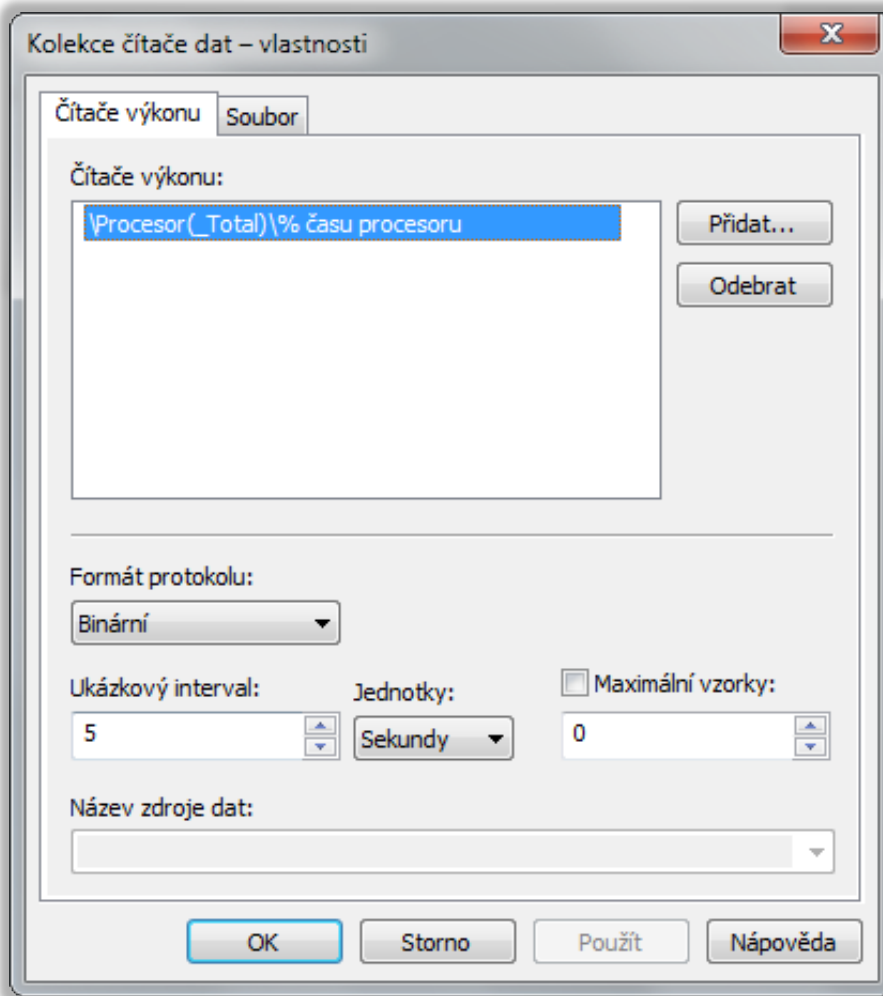 Kolekce čítače dat – vlastnosti
Čítače výkonu
Soubor
Čítače výkonu:
\Procesor(_Total)\% času procesoru
Přidat...
Odebrat
Formát protokolu:
Binární
Ukázkový interval:
Jednotky:
Maximální vzorky:
5
Sekundy
0
Název zdroje dat:
OK
Storno
Použít
Nápověda